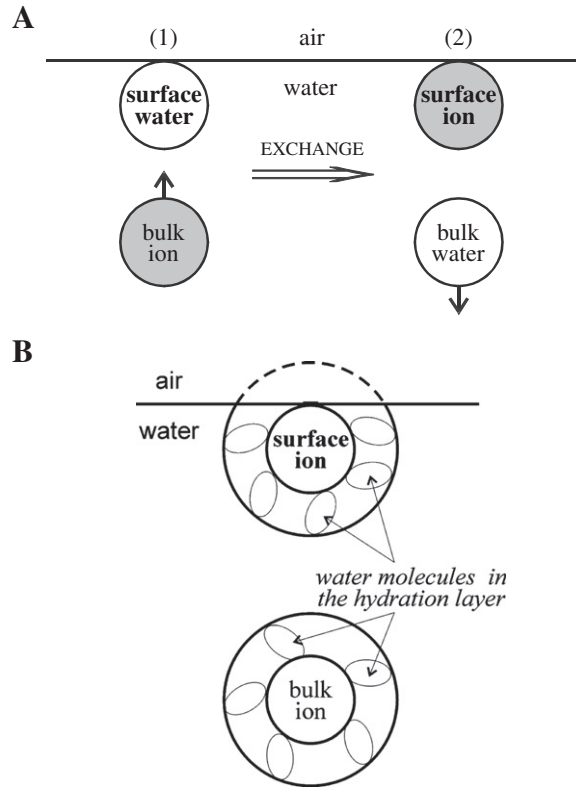 A
(1) air (2)
surface water
water
surface ion
EXCHANGE
bulk ion
bulk water
B
air
water
surface
ion
water molecules in
the hydration layer
bulk
ion